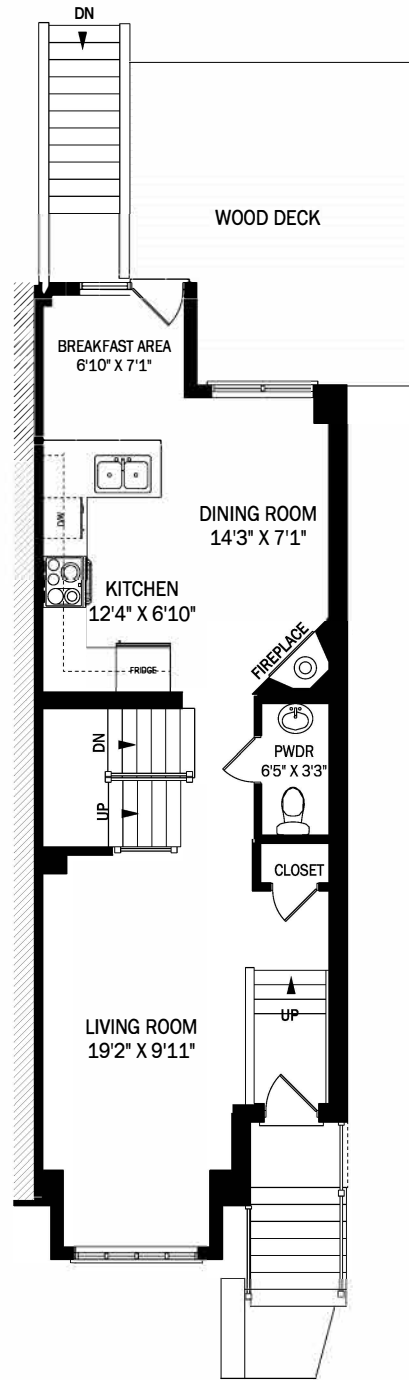 DN
WOOD DECK
BREAKFAST AREA
6'10" X 7'1"
DINING ROOM
14'3" X 7'1"
D/W
KITCHEN
12'4" X 6'10"
FIREPLACE
FRIDGE
DN
PWDR
6'5" X 3'3"
UP
CLOSET
UP
LIVING ROOM
19'2" X 9'11"